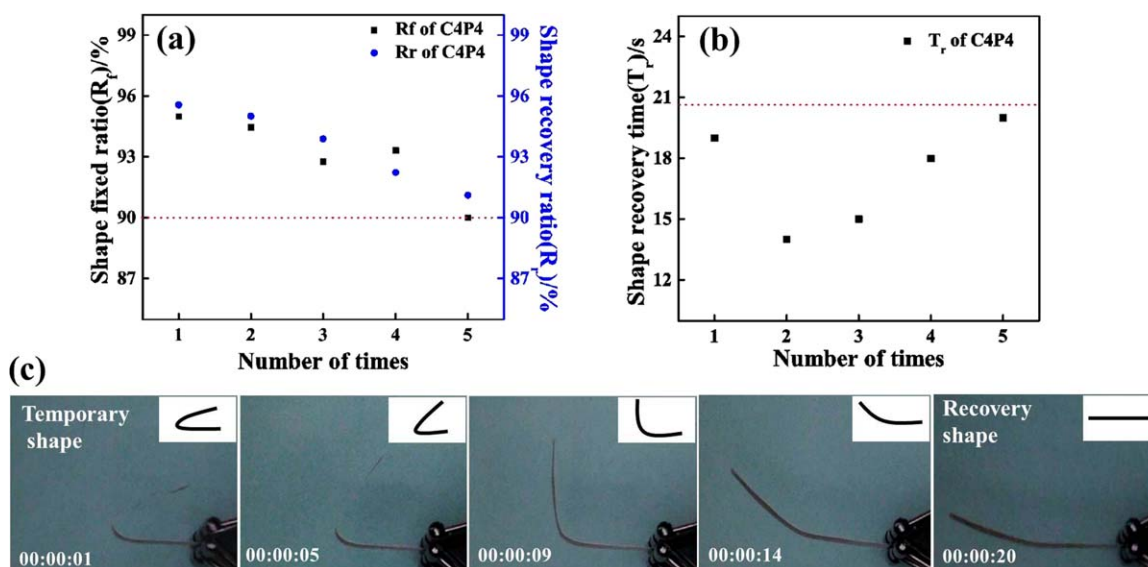 (a)
Rf of C4P4
Rr of C4P4
99
96
93
90
87
99
96
93
90
87
Shape fixed ratio(Rf)/%
Shape recovery ratio(Rr)/%
1 2 3 4 5
Number of times
(b)
Tr of C4P4
24
21
18
15
12
Shape recovery time(Tr)/s
1 2 3 4 5
Number of times
(c)
Temporary
shape
00:00:01
00:00:05
00:00:09
00:00:14
Recovery
shape
00:00:20